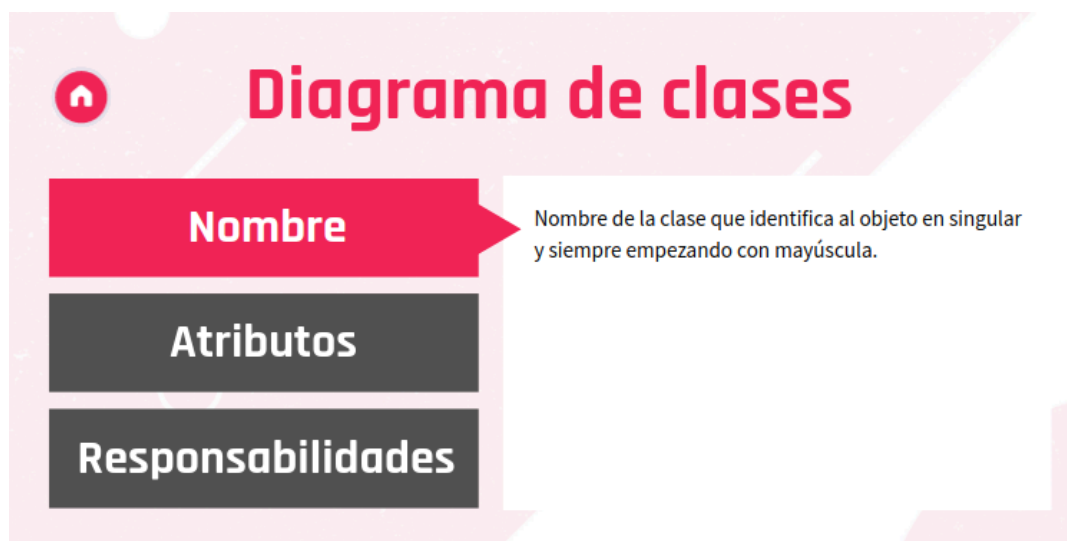 Diagrama de clases
Nombre
Nombre de la clase que identifica al objeto en singular
y siempre empezando con mayúscula.
Atributos
Responsabilidades